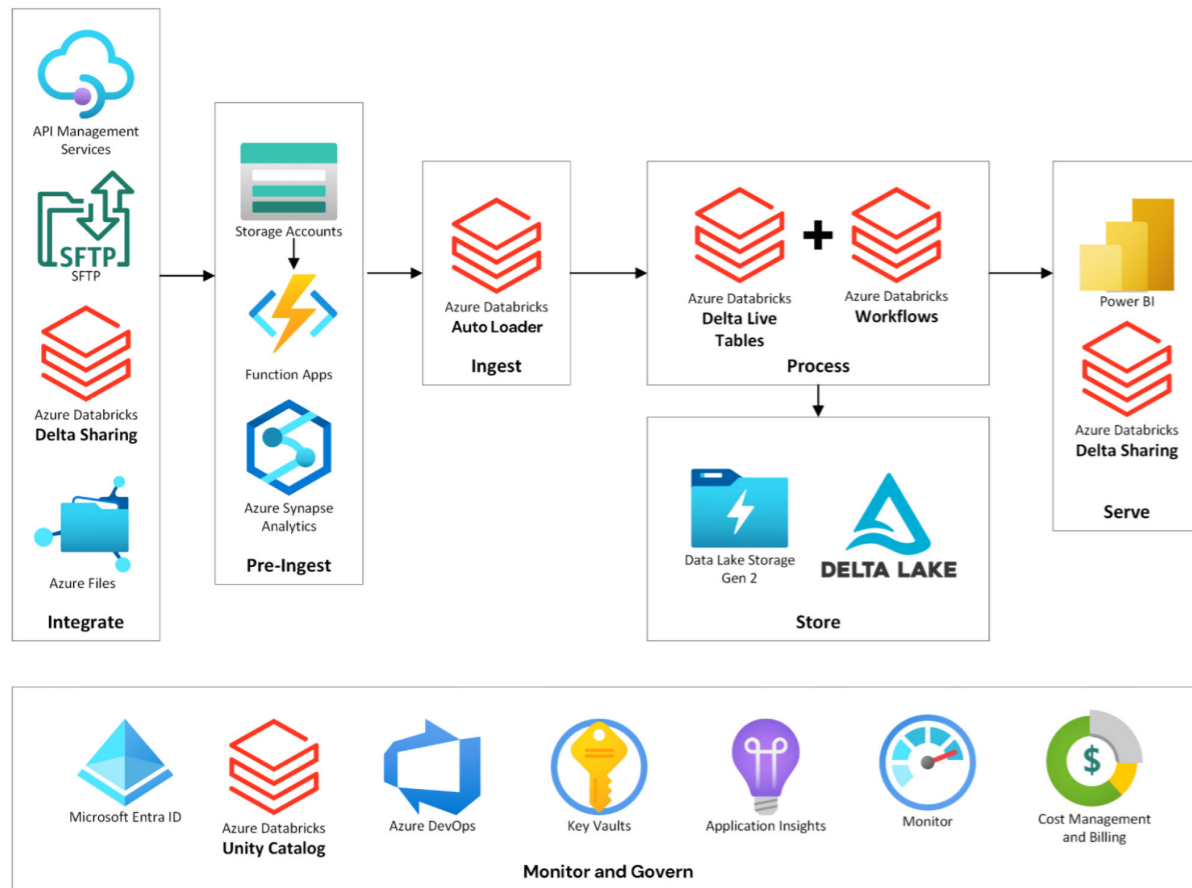 API Management
Services
SFTP
SFTP
Azure Databricks
Delta Sharing
Azure Files
Integrate
Storage Accounts
Function Apps
Azure Synapse
Analytics
Pre-Ingest
Azure Databricks
Auto Loader
Ingest
Azure Databricks
Delta Live
Tables
+
Azure Databricks
Workflows
Process
Data Lake Storage
Gen 2
DELTA LAKE
Store
Power BI
Azure Databricks
Delta Sharing
Serve
Microsoft Entra ID
Azure Databricks
Unity Catalog
Azure DevOps
Key Vaults
Application Insights
Monitor
$
Cost Management
and Billing
Monitor and Govern